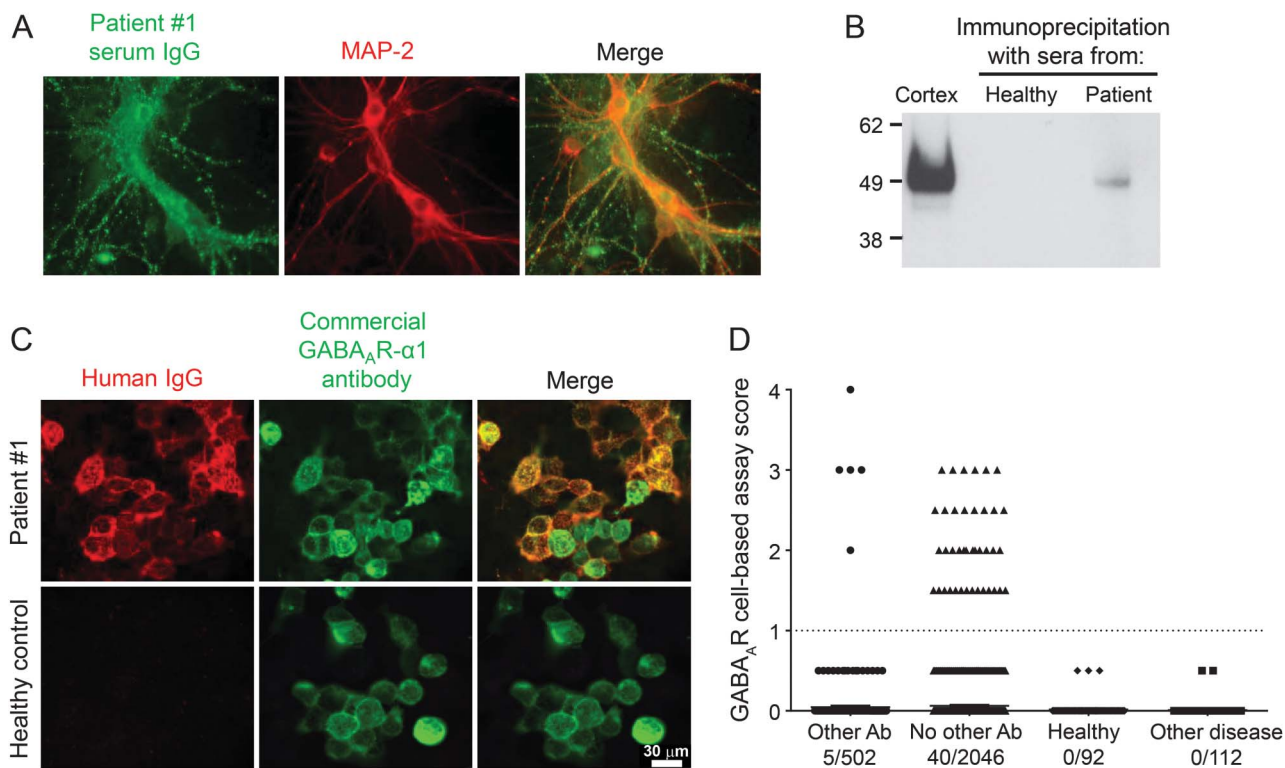 A
Patient #1
serum IgG
MAP-2
Merge
B
Immunoprecipitation
with sera from:
Cortex
Healthy
Patient
62
49
38
C
Human IgG
Commercial
GABA_AR-α1
antibody
Merge
Patient #1
Healthy control
30 μm
D
GABA_AR cell-based assay score
4
3
2
1
0
Other Ab
5/502
No other Ab
40/2046
Healthy
0/92
Other disease
0/112